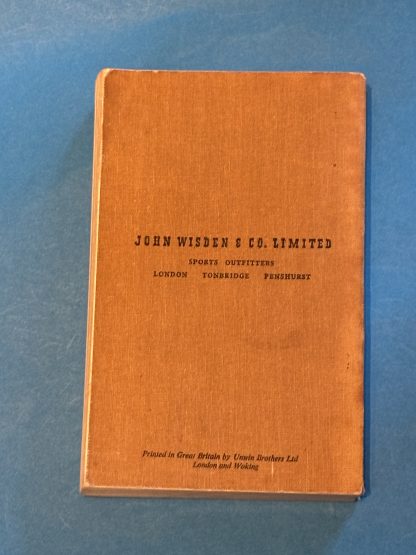 JOHN WISDEN & CO. LIMITED
SPORTS OUTFITTERS
LONDON TONBRIDGE PENSHURST
Printed in Great Britain by Unwin Brothers Ltd
London and Woking